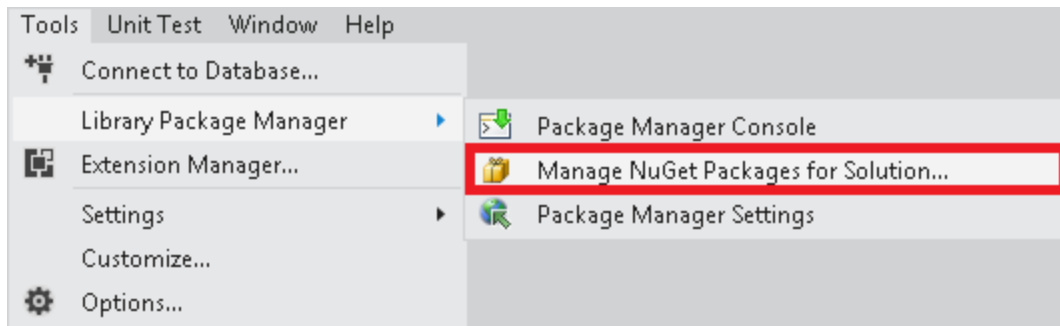 Tools Unit Test Window Help
Connect to Database...
Library Package Manager
Package Manager Console
Extension Manager...
Manage NuGet Packages for Solution...
Settings
Package Manager Settings
Customize...
Options...